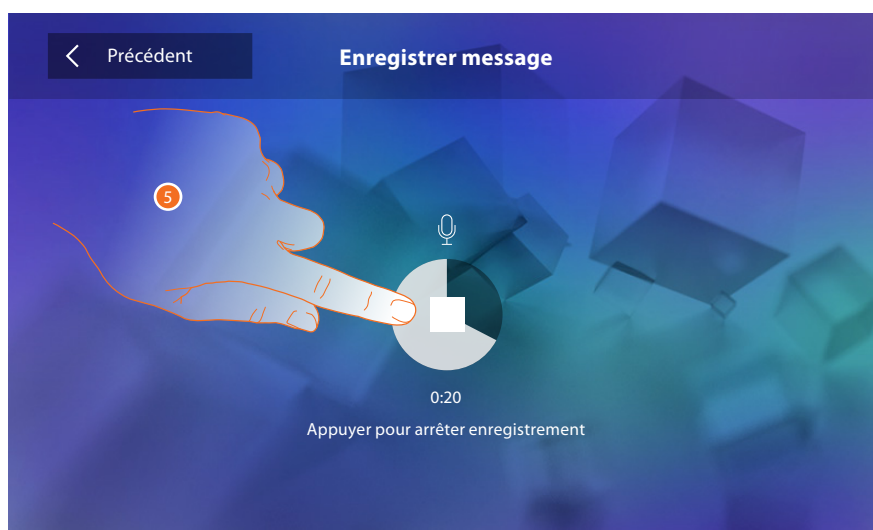 Précédent
Enregistrer message
5
0:20
Appuyer pour arrêter enregistrement